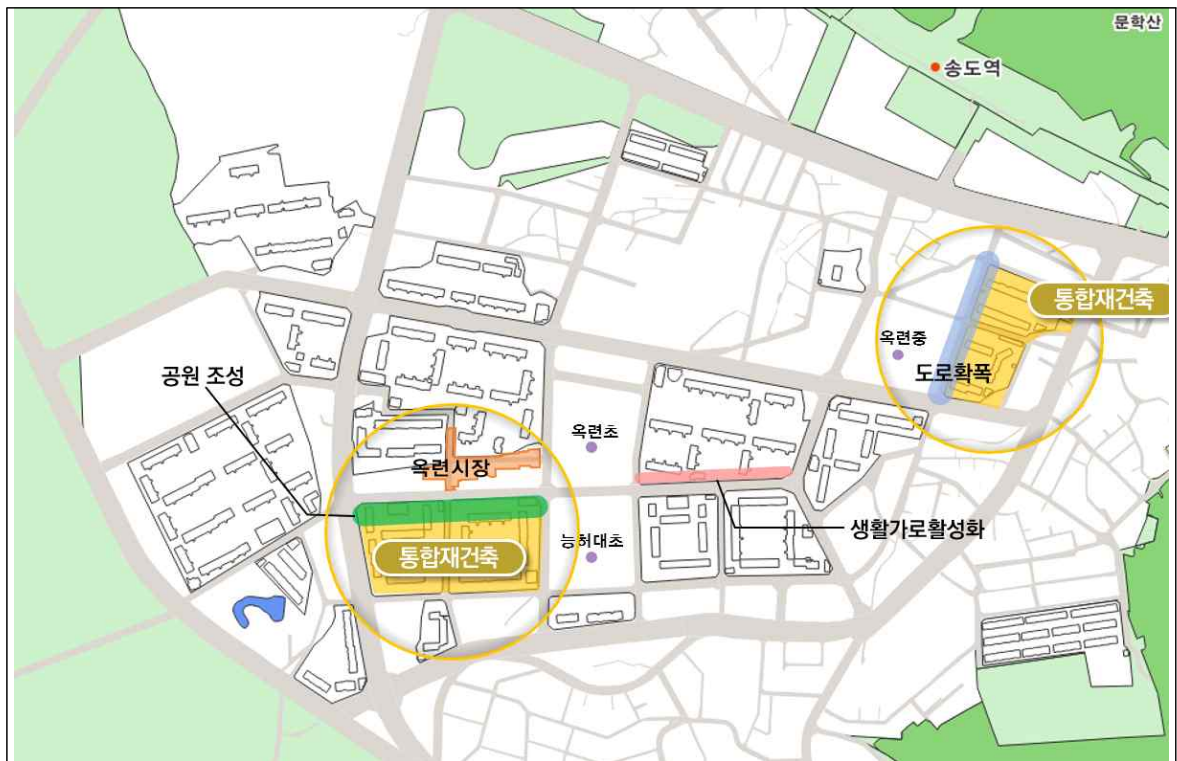 문학산
송도역
통합재건축
옥련중
도로확폭
공원 조성
옥련초
옥련시장
생활가로활성화
능허대초
통합재건축